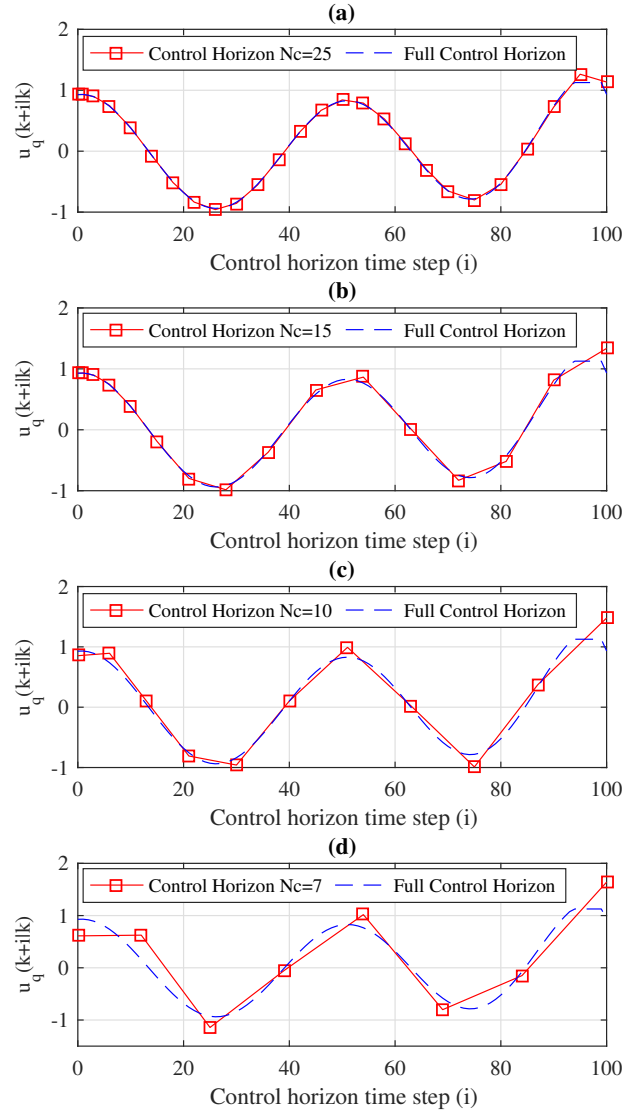 (a)
2
1
0
-1
u_q(k+i|k)
Control Horizon Nc=25 Full Control Horizon
0 20 40 60 80 100
Control horizon time step (i)
(b)
2
1
0
-1
u_q(k+i|k)
Control Horizon Nc=15 Full Control Horizon
0 20 40 60 80 100
Control horizon time step (i)
(c)
2
1
0
-1
u_q(k+i|k)
Control Horizon Nc=10 Full Control Horizon
0 20 40 60 80 100
Control horizon time step (i)
(d)
2
1
0
-1
u_q(k+i|k)
Control Horizon Nc=7 Full Control Horizon
0 20 40 60 80 100
Control horizon time step (i)